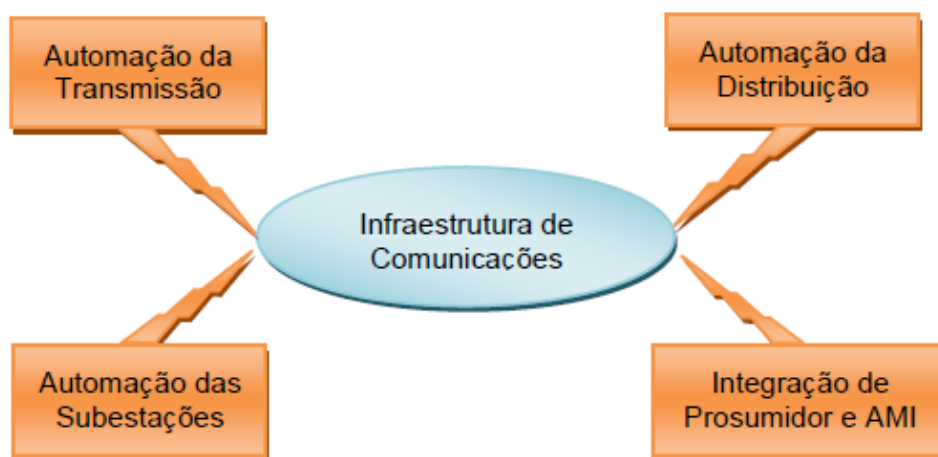 Automação da
Transmissão
Automação da
Distribuição
Infraestrutura de
Comunicações
Automação das
Subestações
Integração de
Prosumidor e AMI